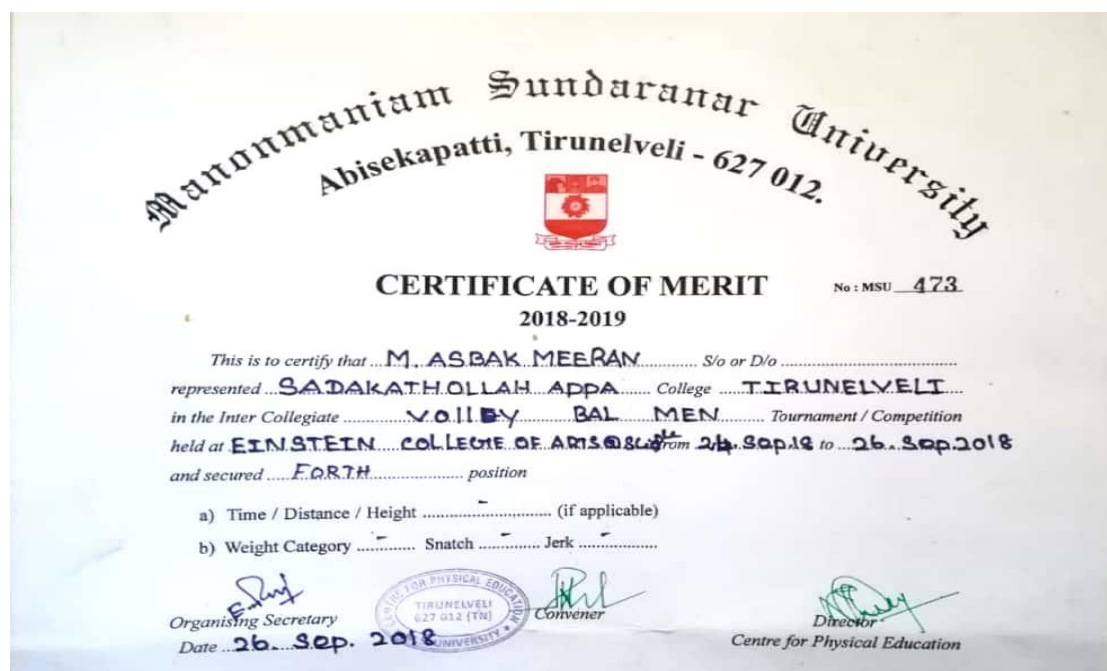 Manonmaniam Sundaranar University
Abisekapatti, Tirunelveli - 627 012.
CERTIFICATE OF MERIT No : MSU 473
2018-2019
This is to certify that M. ASBAK MEERAN S/o or D/o
represented SADAKATHOLLAH APPA College TIRUNELVELI
in the Inter Collegiate VOllEY BAL MEN Tournament / Competition
held at EINSTEIN COLLEGE OF ARTS from 24. Sep.18 to 26. Sep.2018
and secured FORTH position
a) Time / Distance / Height - (if applicable)
b) Weight Category - Snatch - Jerk -
CENTRE FOR PHYSICAL EDUCATION
TIRUNELVELI
627 012 (TN)
UNIVERSITY
Organising Secretary Convener Director
Date 26. Sep. 2018 Centre for Physical Education